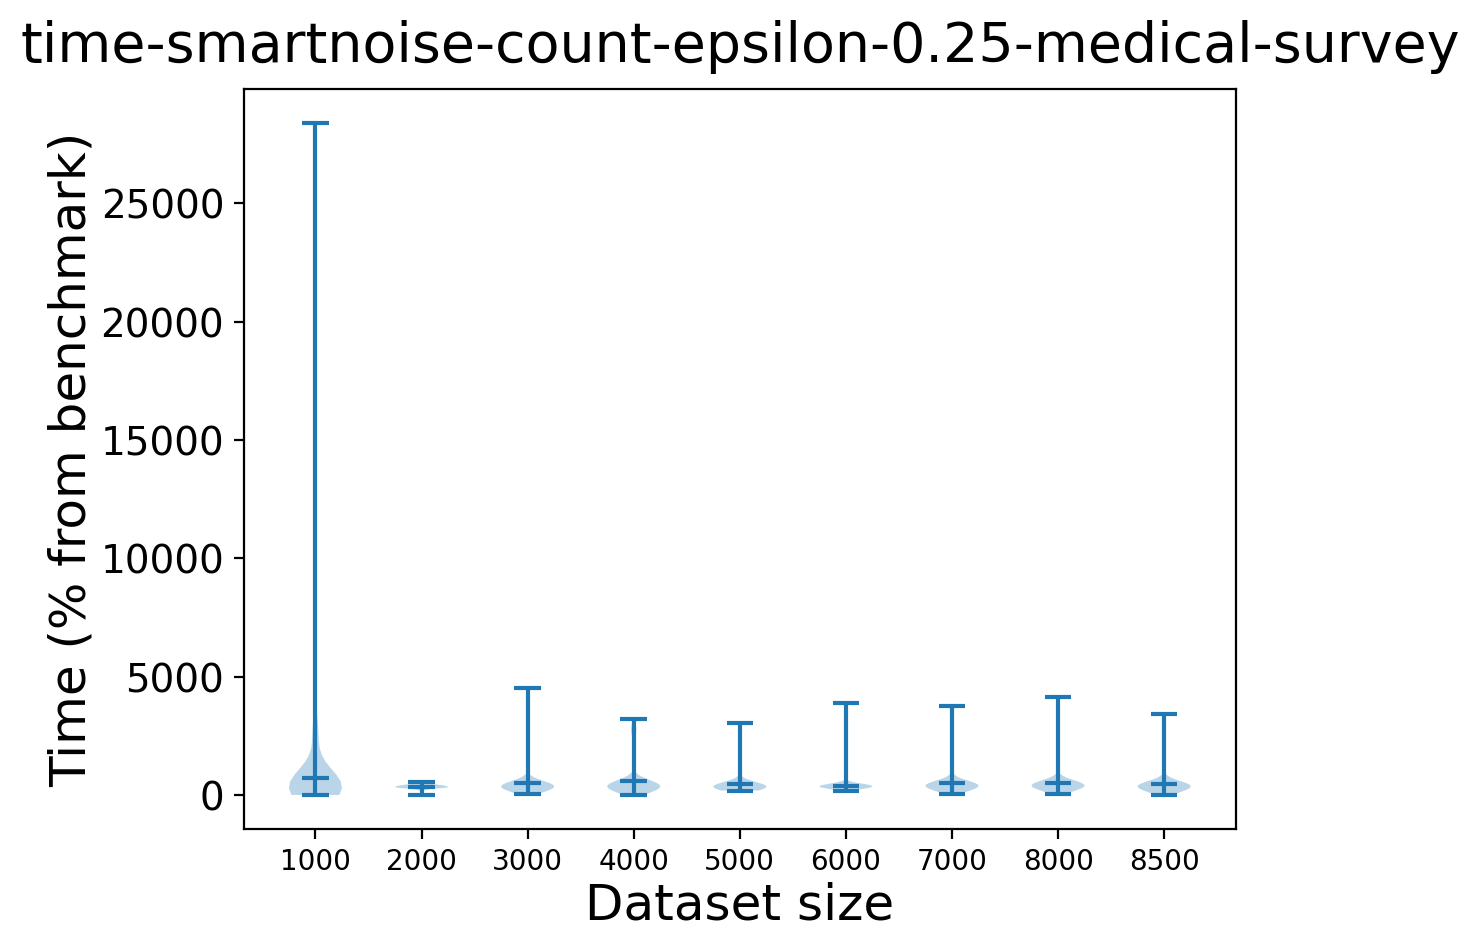 time-smartnoise-count-epsilon-0.25-medical-survey
Time (% from benchmark)
25000
20000
15000
10000
5000
0
1000 2000 3000 4000 5000 6000 7000 8000 8500
Dataset size